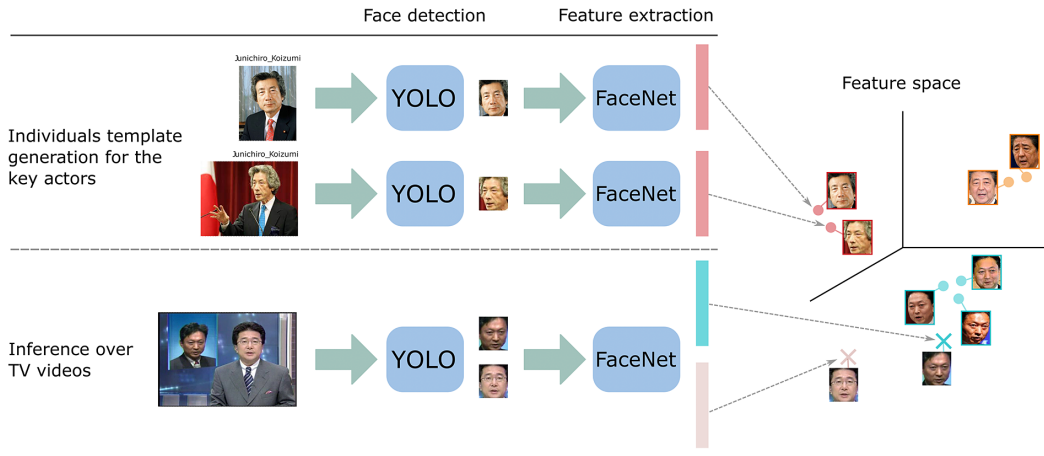 Face detection
Feature extraction
Junichiro_Koizumi
YOLO
FaceNet
Feature space
Individuals template
generation for the
key actors
Junichiro_Koizumi
YOLO
FaceNet
Inference over
TV videos
YOLO
FaceNet